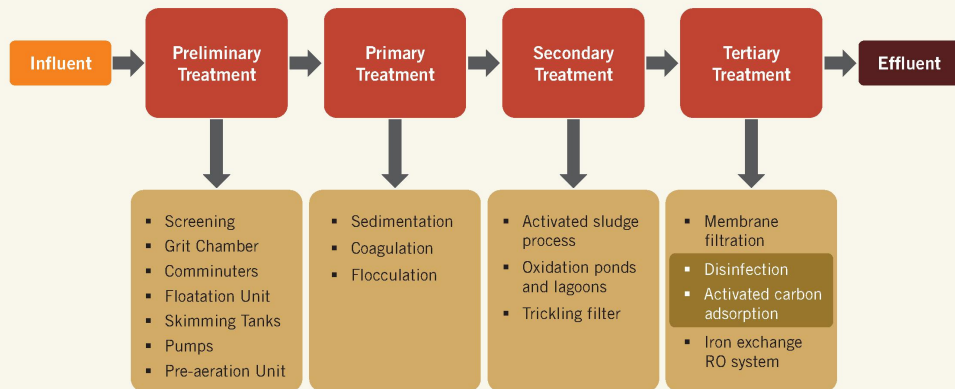 Influent
Preliminary
Treatment
Primary
Treatment
Secondary
Treatment
Tertiary
Treatment
Effluent
▪ Screening
▪ Grit Chamber
▪ Comminuters
▪ Floatation Unit
▪ Skimming Tanks
▪ Pumps
▪ Pre-aeration Unit
▪ Sedimentation
▪ Coagulation
▪ Flocculation
▪ Activated sludge
process
▪ Oxidation ponds
and lagoons
▪ Trickling filter
▪ Membrane
filtration
▪ Disinfection
▪ Activated carbon
adsorption
▪ Iron exchange
RO system